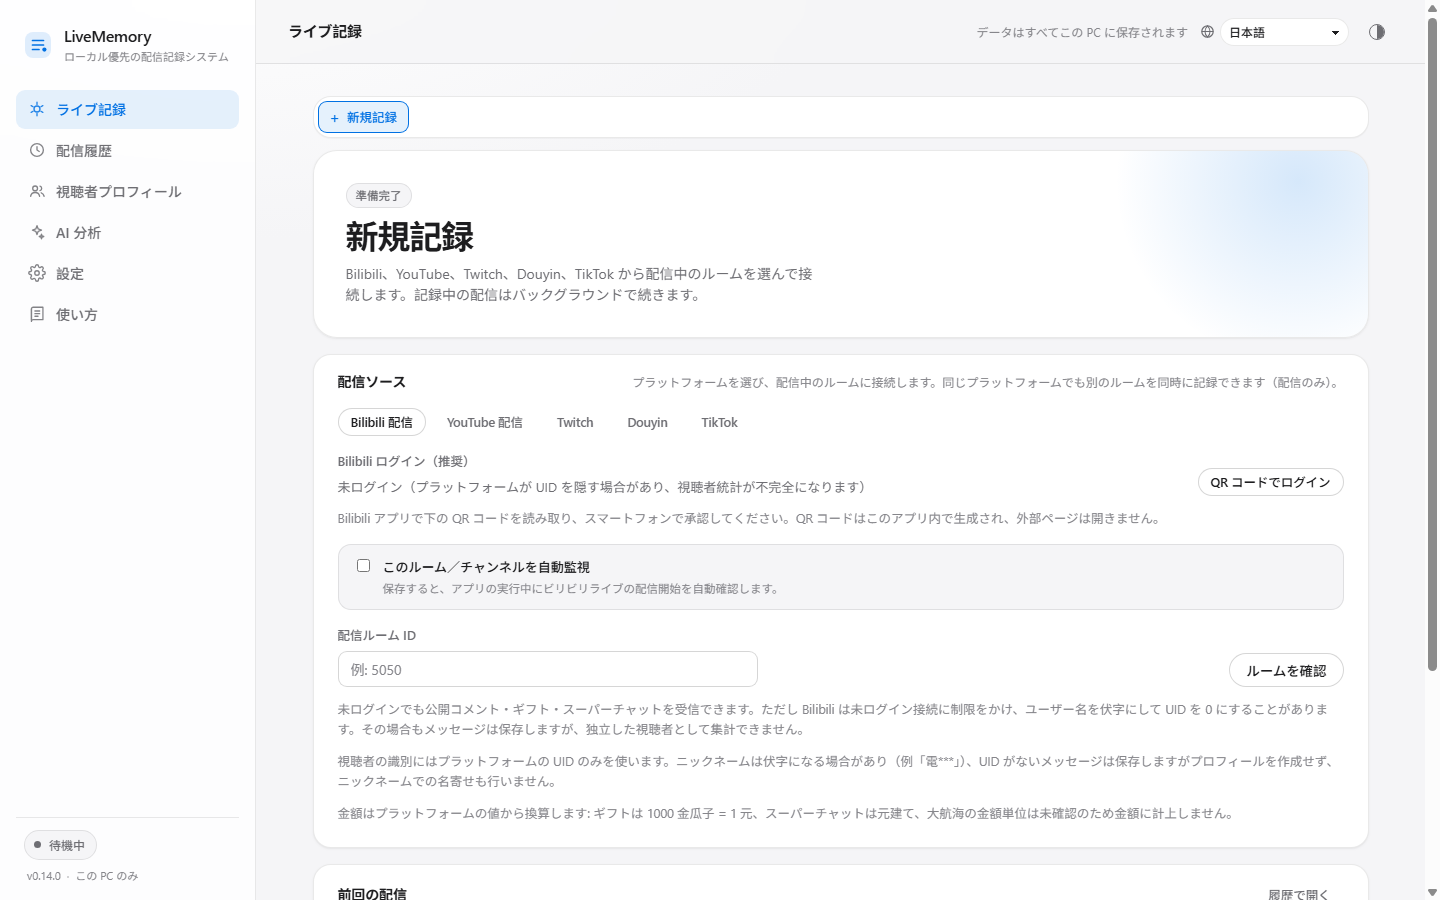 LiveMemory
ローカル優先の配信記録システム
ライブ記録
配信履歴
視聴者プロフィール
AI 分析
設定
使い方
待機中
v0.14.0 · この PC のみ
ライブ記録
データはすべてこの PC に保存されます
日本語
+ 新規記録
準備完了
新規記録
Bilibili、YouTube、Twitch、Douyin、TikTok から配信中のルームを選んで接
続します。記録中の配信はバックグラウンドで続きます。
配信ソース
プラットフォームを選び、配信中のルームに接続します。同じプラットフォームでも別のルームを同時に記録できます（配信のみ）。
Bilibili 配信
YouTube 配信
Twitch
Douyin
TikTok
Bilibili ログイン（推奨）
未ログイン（プラットフォームが UID を隠す場合があり、視聴者統計が不完全になります）
QR コードでログイン
Bilibili アプリで下の QR コードを読み取り、スマートフォンで承認してください。QR コードはこのアプリ内で生成され、外部ページは開きません。
このルーム／チャンネルを自動監視
保存すると、アプリの実行中にビリビリライブの配信開始を自動確認します。
配信ルーム ID
例: 5050
ルームを確認
未ログインでも公開コメント・ギフト・スーパーチャットを受信できます。ただし Bilibili は未ログイン接続に制限をかけ、ユーザー名を伏字にして UID を 0 にすることがありま
す。その場合もメッセージは保存しますが、独立した視聴者として集計できません。
視聴者の識別にはプラットフォームの UID のみを使います。ニックネームは伏字になる場合があり（例「電***」）、UID がないメッセージは保存しますがプロフィールを作成せず、
ニックネームでの名寄せも行いません。
金額はプラットフォームの値から換算します: ギフトは 1000 金瓜子 = 1 元、スーパーチャットは元建て、大航海の金額単位は未確認のため金額に計上しません。
前回の配信
履歴で開く